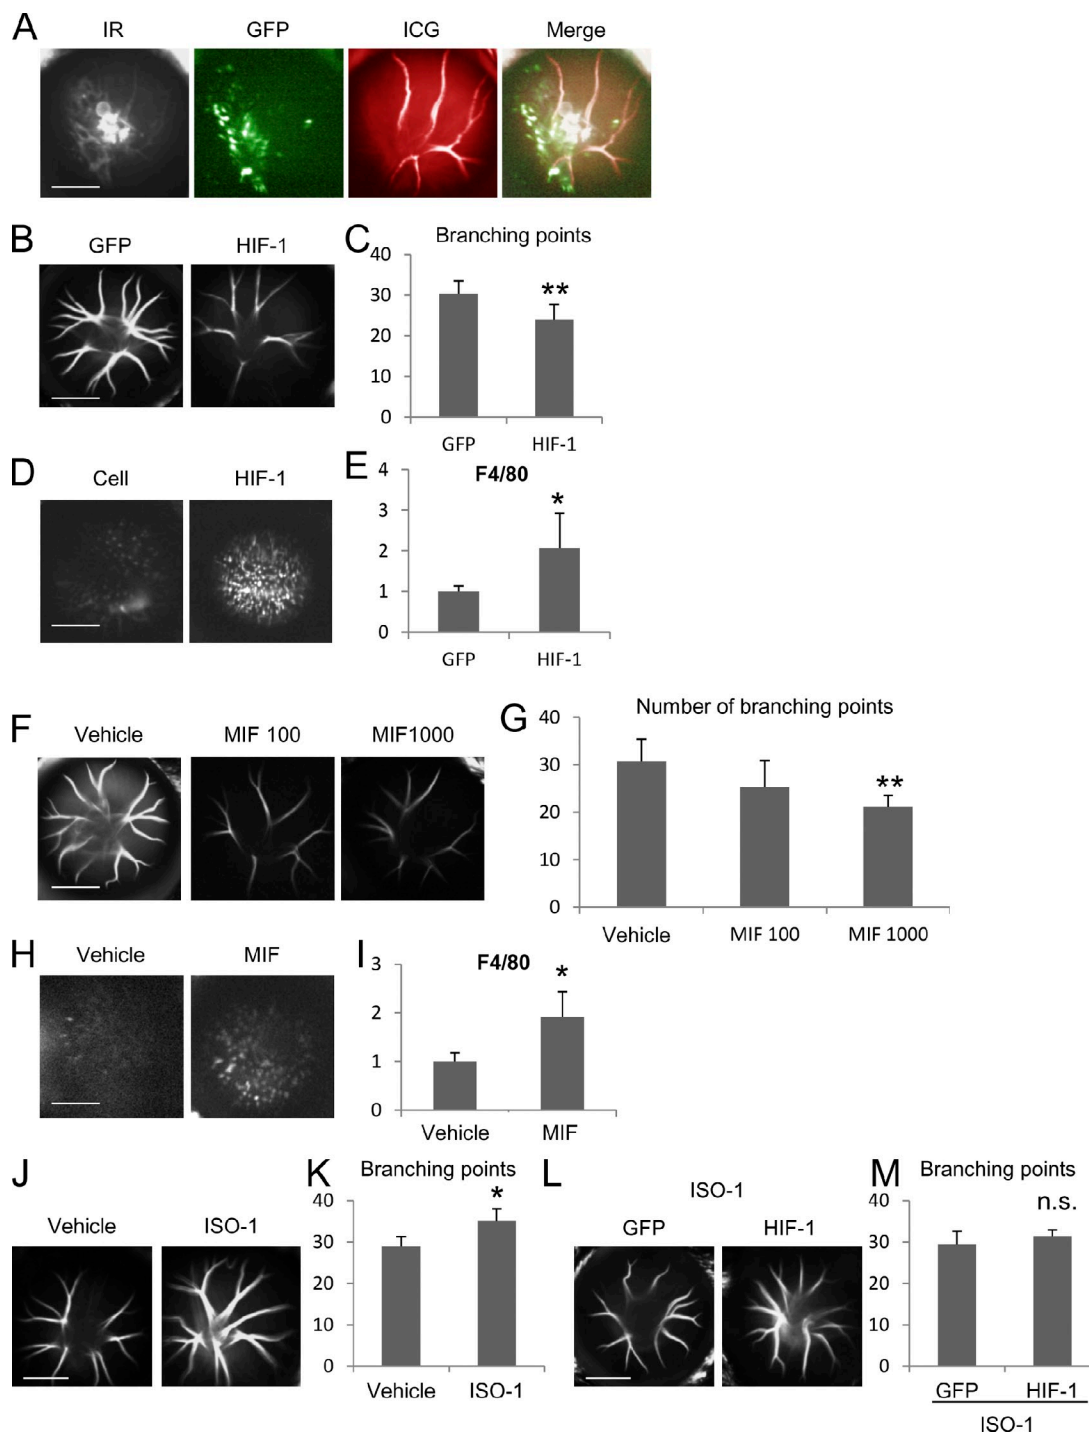 A
IR GFP ICG Merge
B
GFP HIF-1
C
Branching points
40
30
20
10
0
**
GFP HIF-1
D
Cell HIF-1
E
F4/80
4
3
2
1
0
*
GFP HIF-1
F
Vehicle MIF 100 MIF1000
G
Number of branching points
40
30
20
10
0
**
Vehicle MIF 100 MIF 1000
H
Vehicle MIF
I
F4/80
3
2
1
0
*
Vehicle MIF
J
Vehicle ISO-1
K
Branching points
40
30
20
10
0
*
Vehicle ISO-1
L
ISO-1
GFP HIF-1
M
Branching points
40
30
20
10
0
n.s.
GFP HIF-1
ISO-1